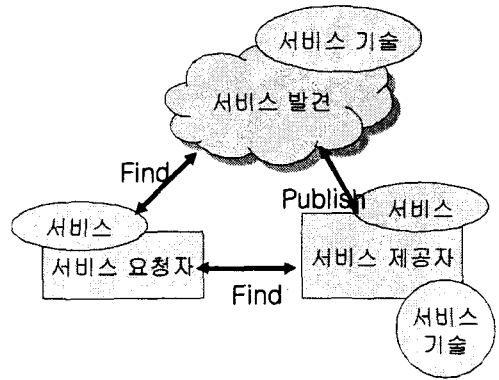 서비스 기술
서비스 발견
Find
Publish
서비스
서비스
서비스 요청자
서비스 제공자
Find
서비스
기술